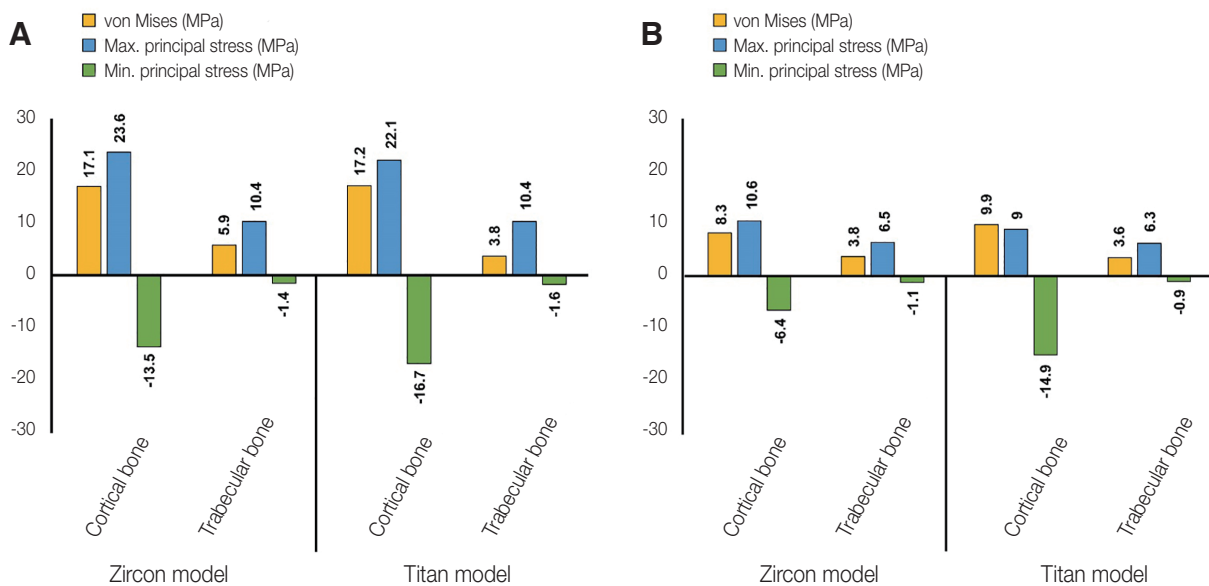 A
von Mises (MPa)
Max. principal stress (MPa)
Min. principal stress (MPa)
30
20
10
0
-10
-20
-30
17.1
23.6
-13.5
5.9
10.4
-1.4
17.2
22.1
-16.7
3.8
10.4
-1.6
Cortical bone
Trabecular bone
Cortical bone
Trabecular bone
Zircon model
Titan model
B
von Mises (MPa)
Max. principal stress (MPa)
Min. principal stress (MPa)
30
20
10
0
-10
-20
-30
8.3
10.6
-6.4
3.8
6.5
-1.1
9.9
9
-14.9
3.6
6.3
-0.9
Cortical bone
Trabecular bone
Cortical bone
Trabecular bone
Zircon model
Titan model